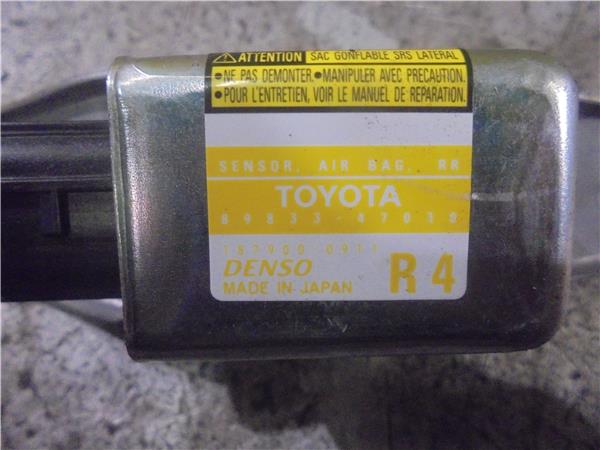 ATTENTION SAC GONFLABLE SRS LATERAL
●NE PAS DEMONTER.●MANIPULER AVEC PRECAUTION.
●POUR L'ENTRETIEN, VOIR LE MANUEL DE REPARATION.
SENSOR, AIR BAG, RR
TOYOTA
89833-47010
DENSO R4
MADE IN JAPAN